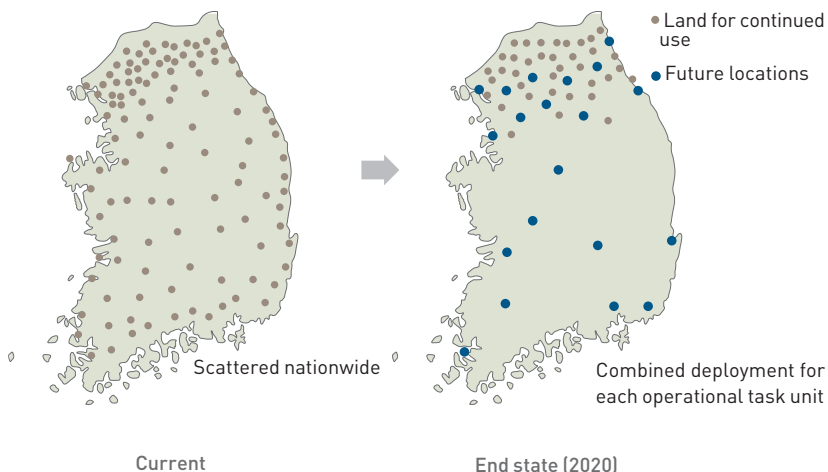 Land for continued
use
Future locations
Scattered nationwide
Combined deployment for
each operational task unit
Current
End state (2020)